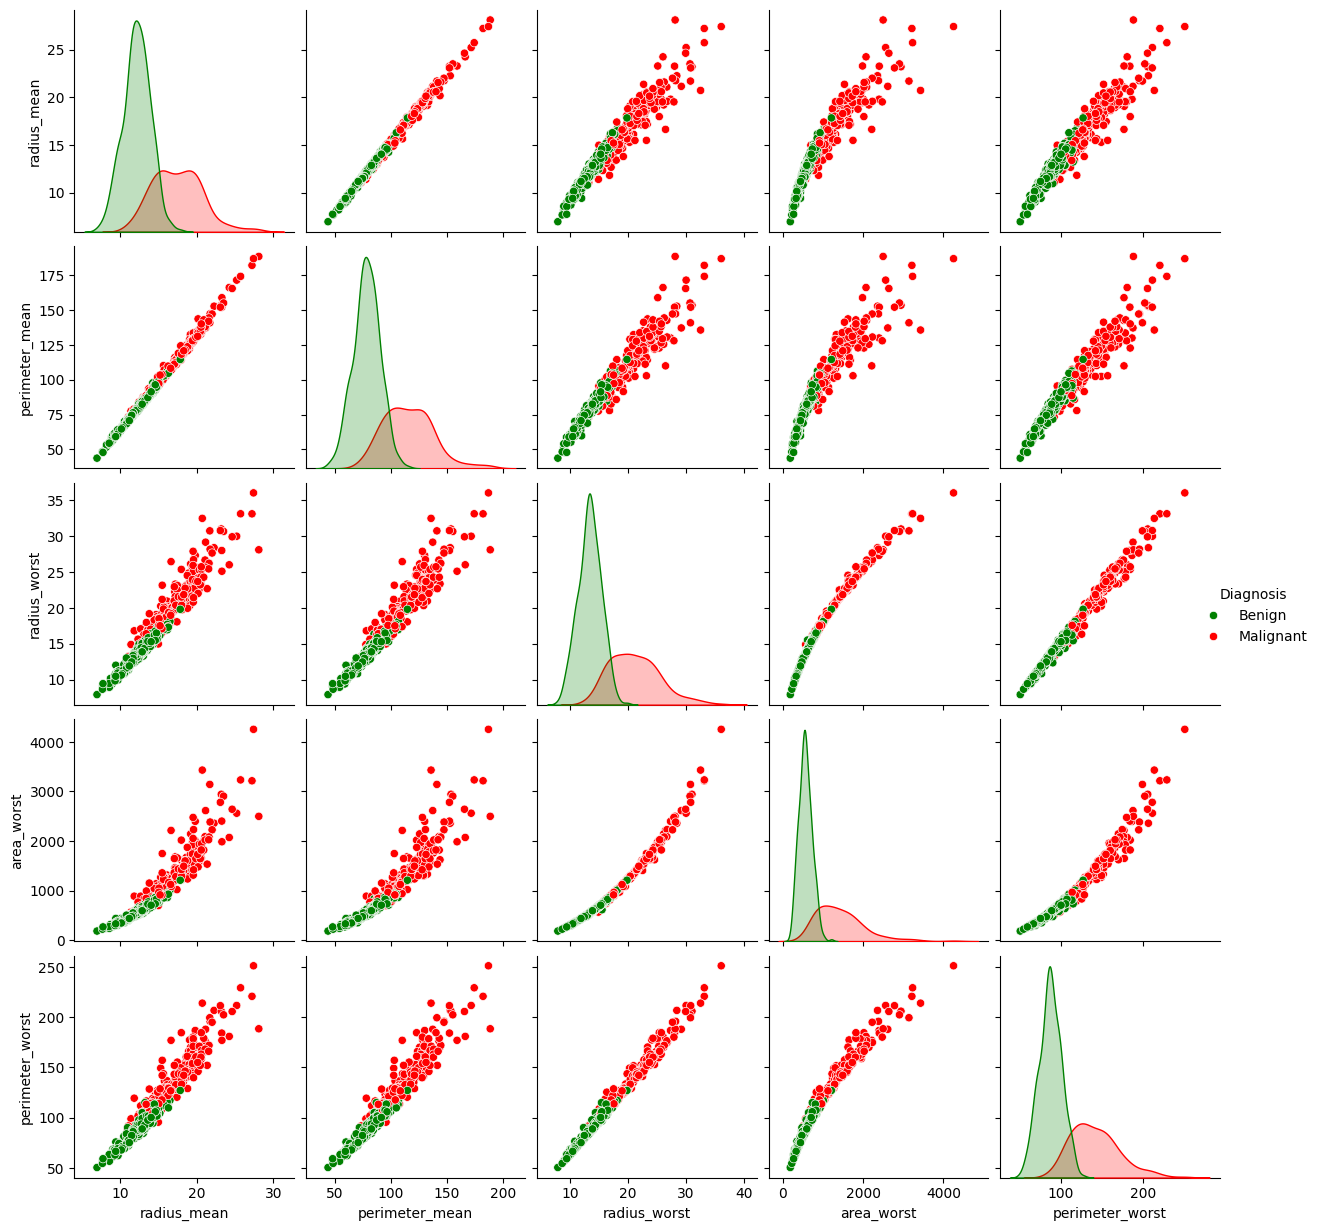 radius_mean
25
20
15
10
perimeter_mean
175
150
125
100
75
50
radius_worst
35
30
25
20
15
10
Diagnosis
Benign
Malignant
area_worst
4000
3000
2000
1000
0
perimeter_worst
250
200
150
100
50
10 20 30 50 100 150 200 10 20 30 40 0 2000 4000 100 200
radius_mean perimeter_mean radius_worst area_worst perimeter_worst